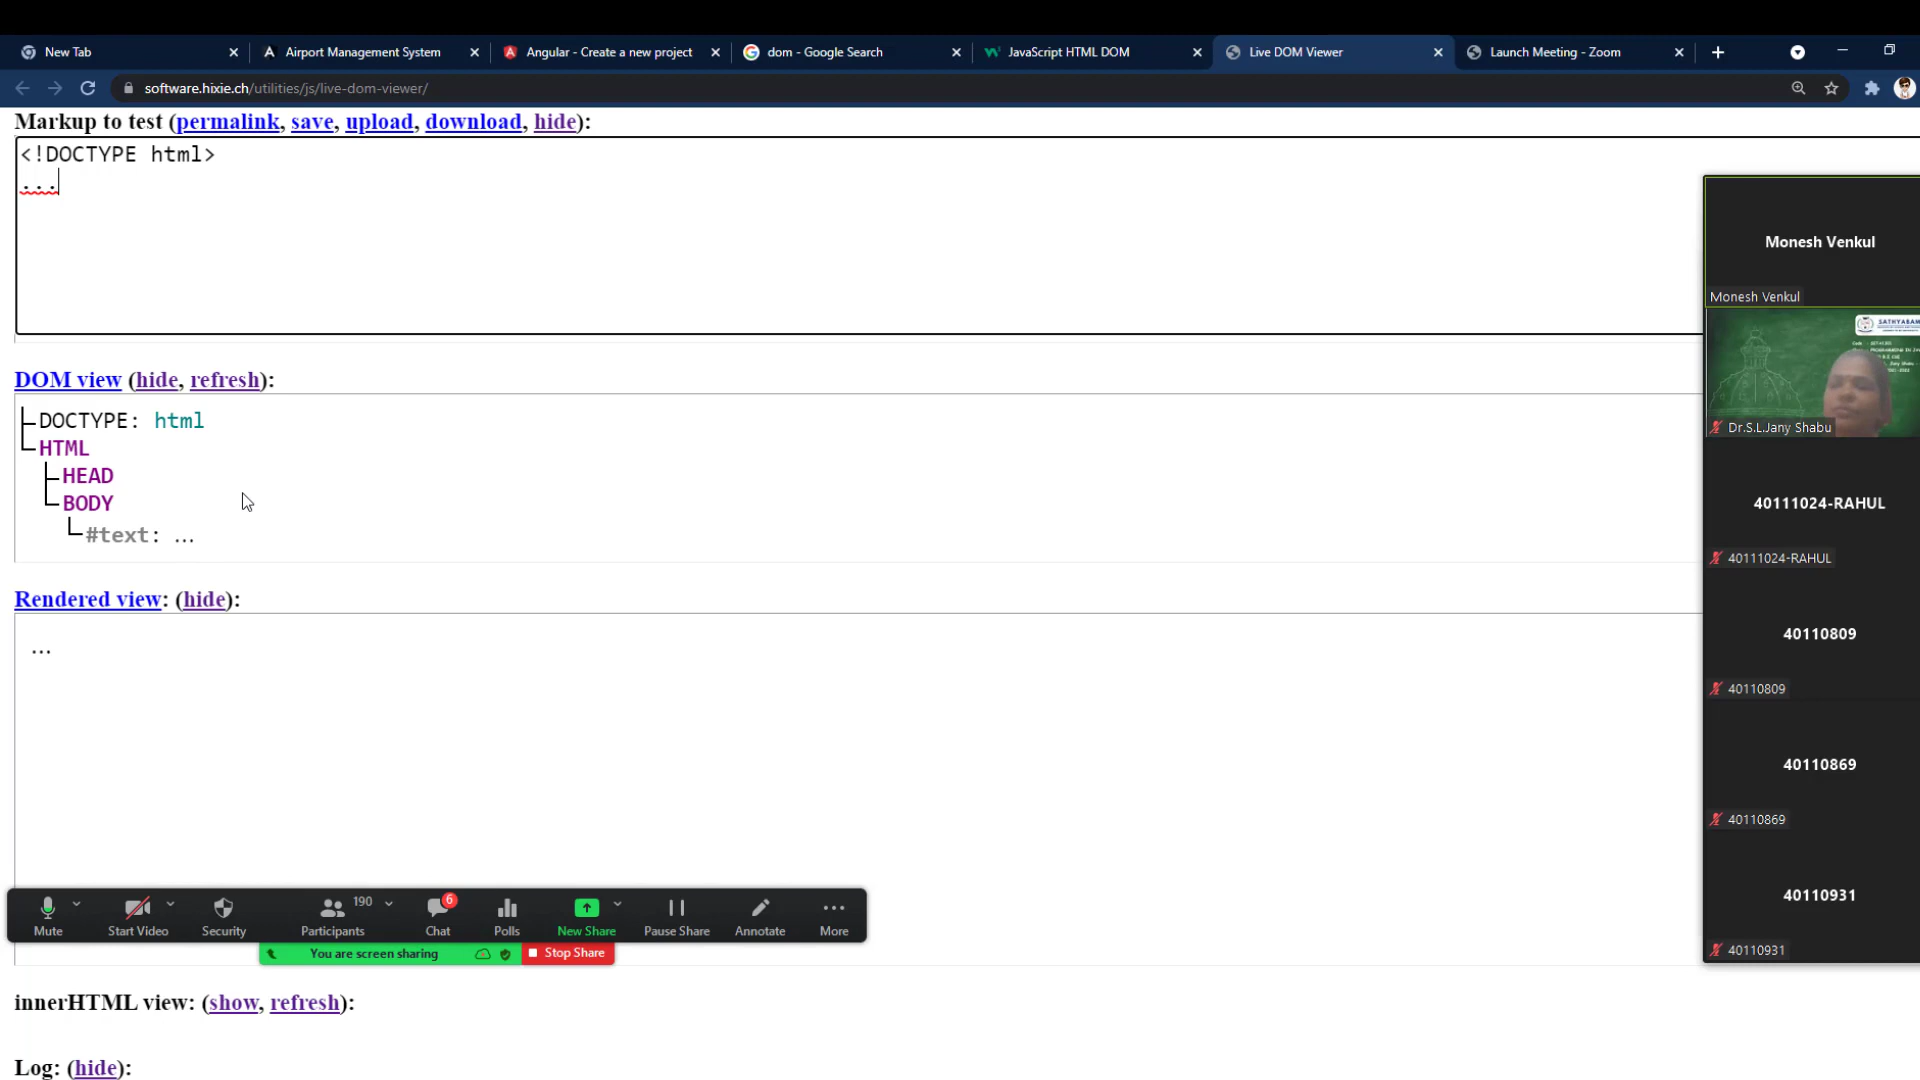 New Tab
Airport Management System
Angular - Create a new project
dom - Google Search
JavaScript HTML DOM
Live DOM Viewer
Launch Meeting - Zoom
software.hixie.ch/utilities/js/live-dom-viewer/
Markup to test (permalink, save, upload, download, hide):
<!DOCTYPE html>
...
DOM view (hide, refresh):
DOCTYPE: html
HTML
HEAD
BODY
#text: ...
Rendered view: (hide):
...
Mute
Start Video
Security
190
Participants
6
Chat
Polls
New Share
Pause Share
Annotate
More
You are screen sharing
Stop Share
innerHTML view: (show, refresh):
Log: (hide):
Monesh Venkul
Monesh Venkul
SATHYABAM
Dr.S.L.Jany Shabu
40111024-RAHUL
40111024-RAHUL
40110809
40110809
40110869
40110869
40110931
40110931